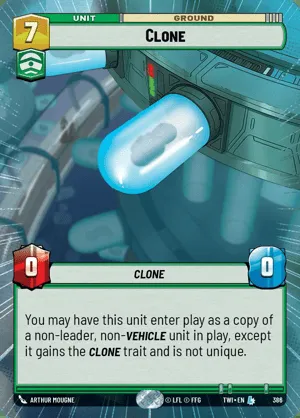 UNIT
GROUND
7
CLONE
0
0
CLONE
You may have this unit enter play as a copy
of a non-leader, non-VEHICLE unit in play, except
it gains the CLONE trait and is not unique.
ARTHUR MOUGNE
© LFL © FFG
TWI • EN
386